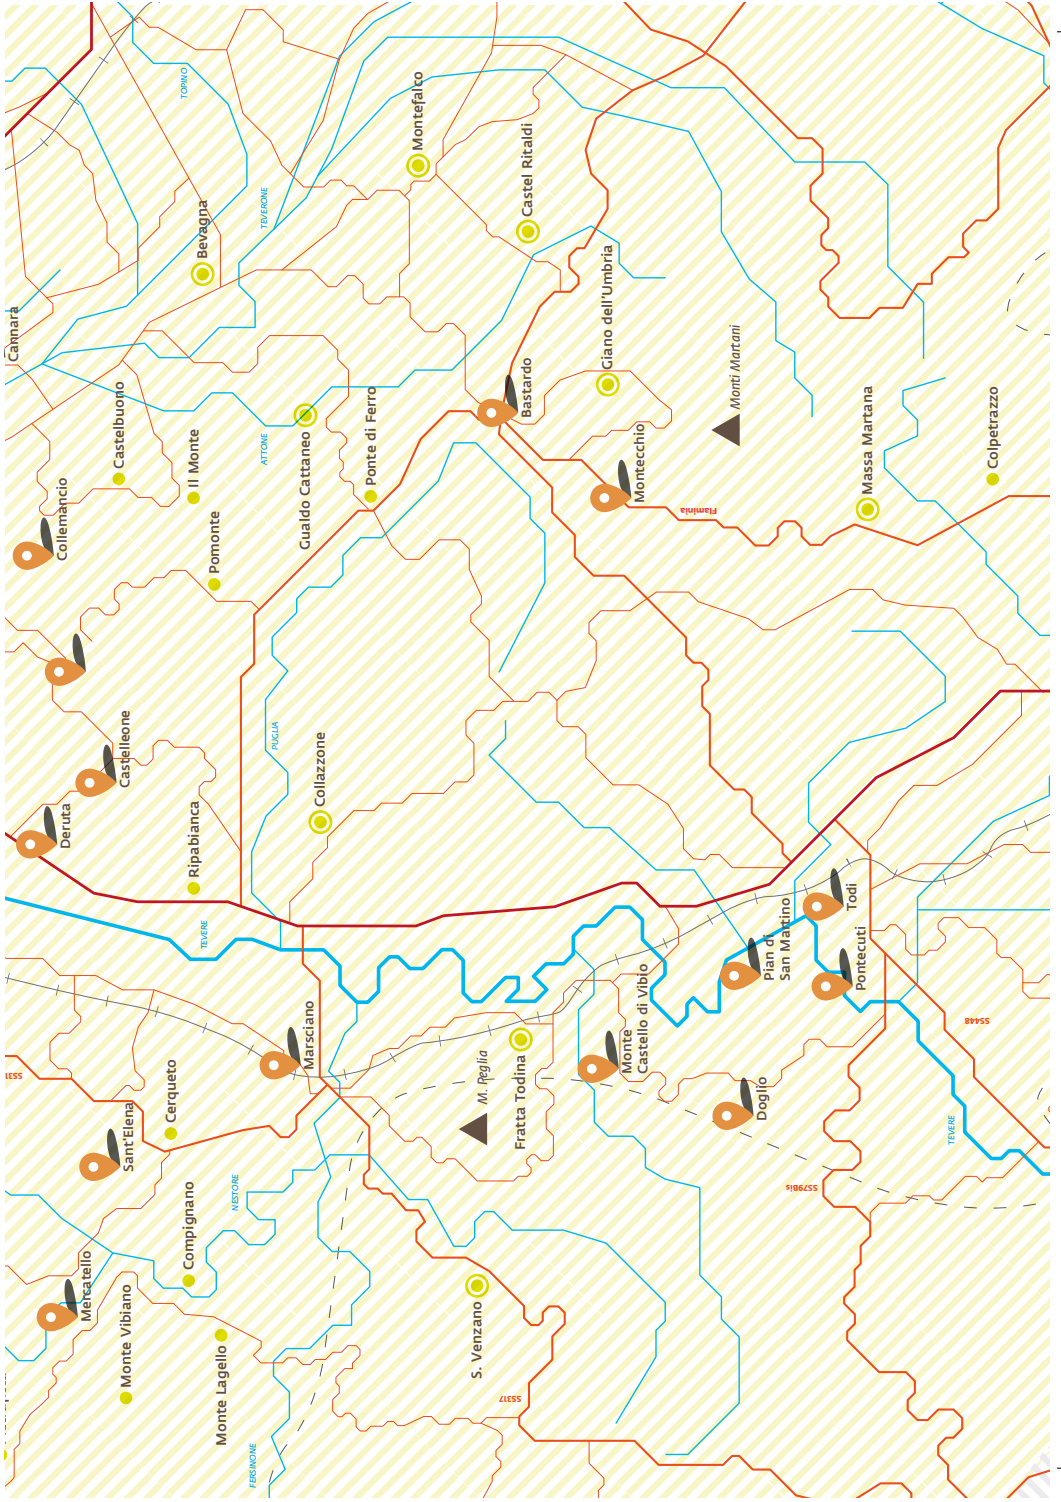 TOPINO
Montefalco
Castel Ritaldi
TEVERONE
Bevagna
Giano dell'Umbria
Cannara
Monti Martani
Bastardo
Castelbuono
Ponte di Ferro
Massa Martana
Colpetrazzo
Il Monte
ATTONE
Gualdo Cattaneo
Montecchio
Collemancio
Pomonte
Flaminia
Castelleone
PUGLIA
Collazzone
Deruta
Ripabianca
TEVERE
Todi
Pian di
San Martino
Pontecuti
Monte
Castello di Vibio
Marsciano
SS448
M. Peglia
Fratta Todina
SS31
Cerqueto
Sant'Elena
Doglio
TEVERE
SS79Bis
NESTORE
Compignano
Mercatello
Monte Vibiano
S. Venzano
Monte Lagello
SS317
FERSINONE